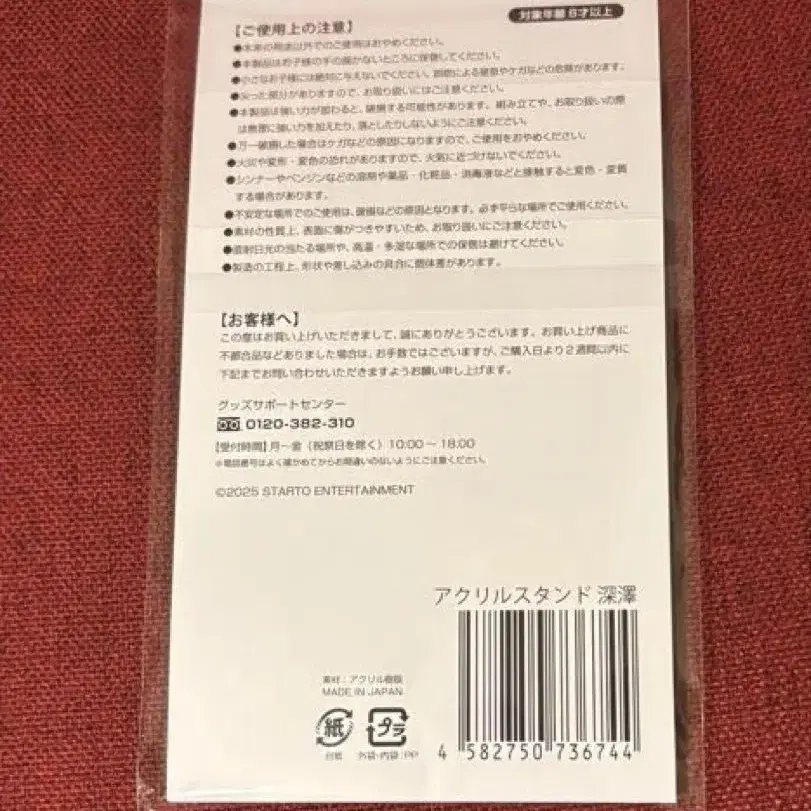 対象年齢 6才以上
【ご使用上の注意】
●本来の用途以外でのご使用はおやめください。
●本製品はお子様の手の届かないところに保管してください。
●小さなお子様には絶対に与えないでください。誤飲による窒息やケガなどの危険があります。
●尖った部分がありますので、お取り扱いにはご注意ください。
●本製品は強い力が加わると、破損する可能性があります。組み立てや、お取り扱いの際
は無理に強い力を加えたり、落としたりしないようにご注意ください。
●万一破損した場合はケガなどの原因になりますので、ご使用をおやめください。
●火災や変形・変色の恐れがありますので、火気に近づけないでください。
●シンナーやベンジンなどの溶剤や薬品・化粧品・消毒液などと接触すると変色・変質
する場合があります。
●不安定な場所でのご使用は、破損などの原因となります。必ず平らな場所でご使用ください。
●素材の性質上、表面に傷がつきやすいため、お取り扱いにご注意ください。
●直射日光の当たる場所や、高温・多湿な場所での保管は避けてください。
●製造の工程上、形状や差し込みの具合に個体差があります。
【お客様へ】
この度はお買い上げいただきまして、誠にありがとうございます。お買い上げ商品に
不都合品などありました場合は、お手数ではございますが、ご購入日より2週間以内に
下記までお問い合わせいただきますようお願い申し上げます。
グッズサポートセンター
0120-382-310
【受付時間】月〜金（祝祭日を除く）10:00〜18:00
※電話番号はよく確かめてからお間違いのないようにご注意ください。
©2025 STARTO ENTERTAINMENT
アクリルスタンド 深澤
素材：アクリル樹脂
MADE IN JAPAN
紙
プラ
台紙
外袋・内袋：PP
4 582750 736744